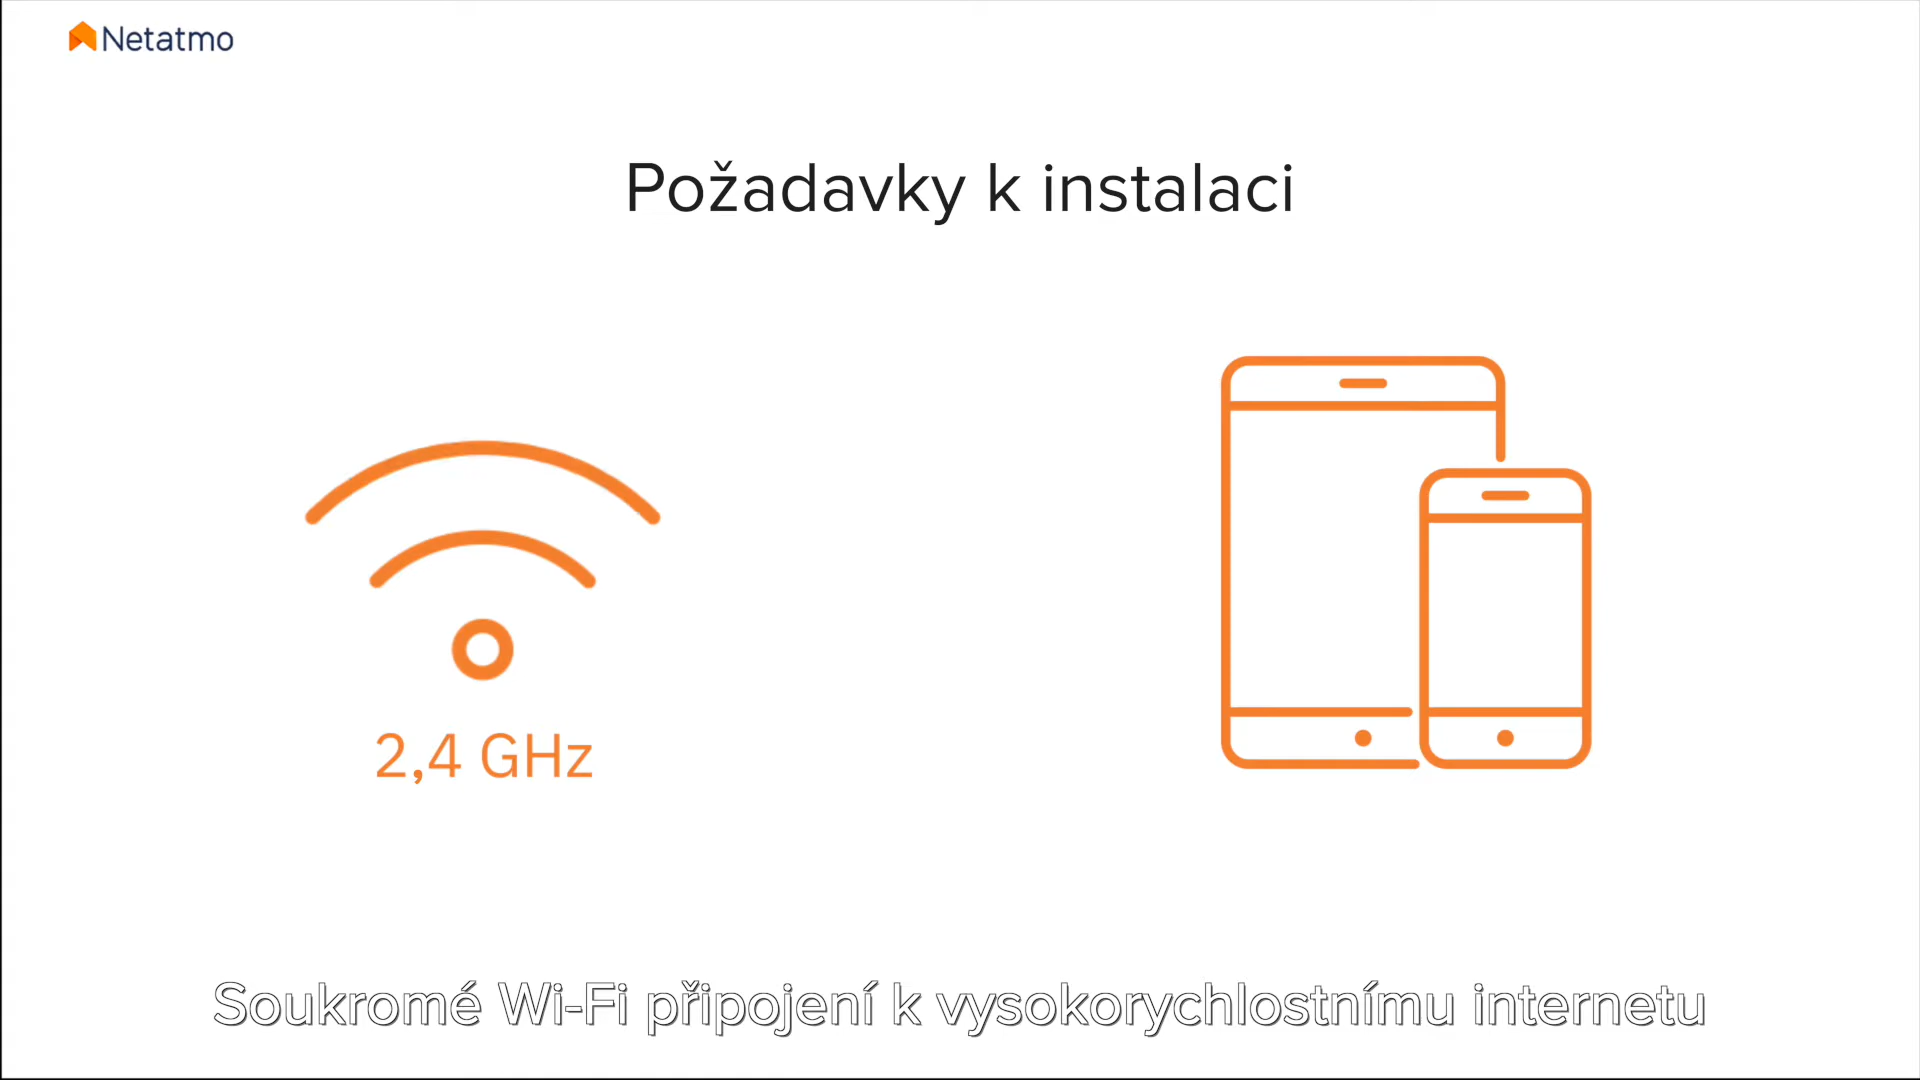 Netatmo
Požadavky k instalaci
2,4 GHz
Soukromé Wi-Fi připojení k vysokorychlostnímu internetu